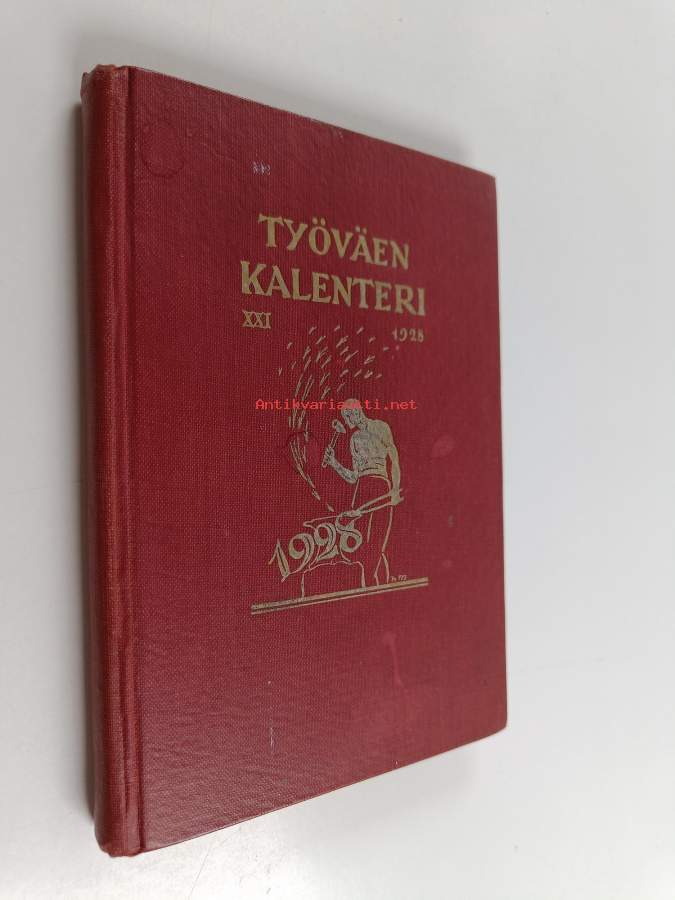 TYÖVÄEN
KALENTERI
XXI 1928
Antikvariaatti.net
1928